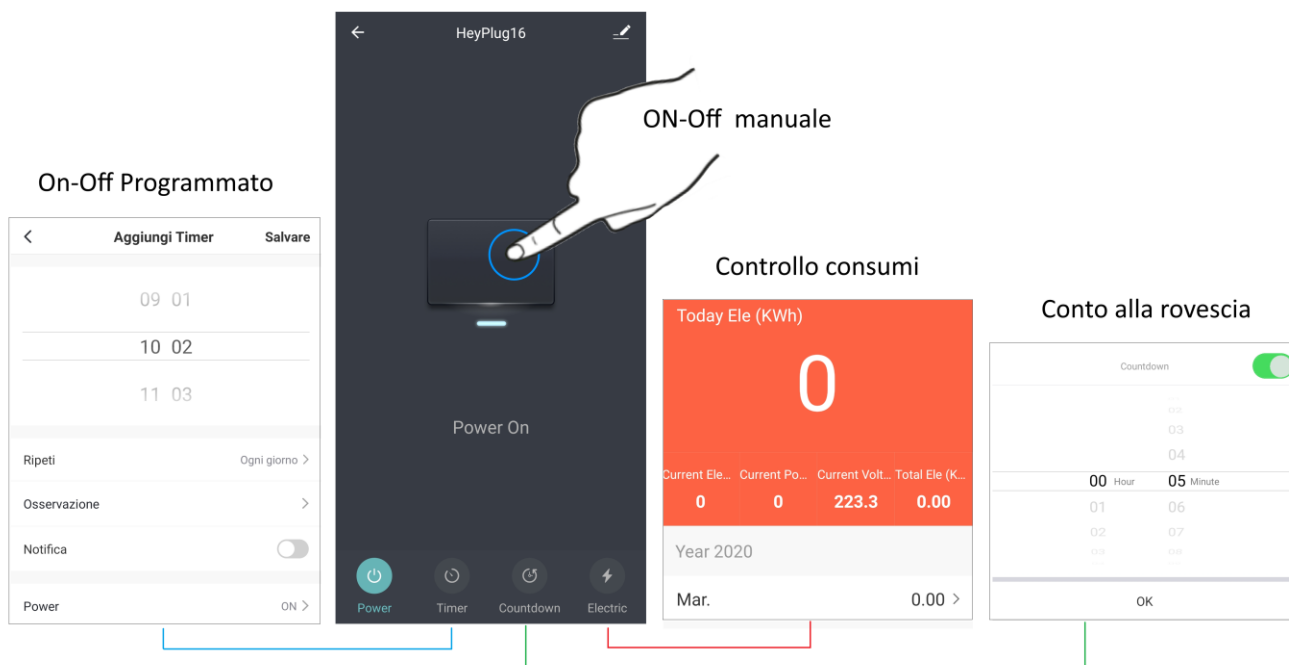 HeyPlug16
ON-Off manuale
On-Off Programmato
Aggiungi Timer Salvare
09 01
10 02
11 03
Ripeti Ogni giorno
Osservazione
Notifica
Power ON
Power On
Power Timer Countdown Electric
Controllo consumi
Today Ele (KWh)
0
Current Ele... Current Po... Current Volt... Total Ele (K...
0 0 223.3 0.00
Year 2020
Mar. 0.00
Conto alla rovescia
Countdown
02
03
04
00 Hour 05 Minute
01 06
02 07
03 08
OK